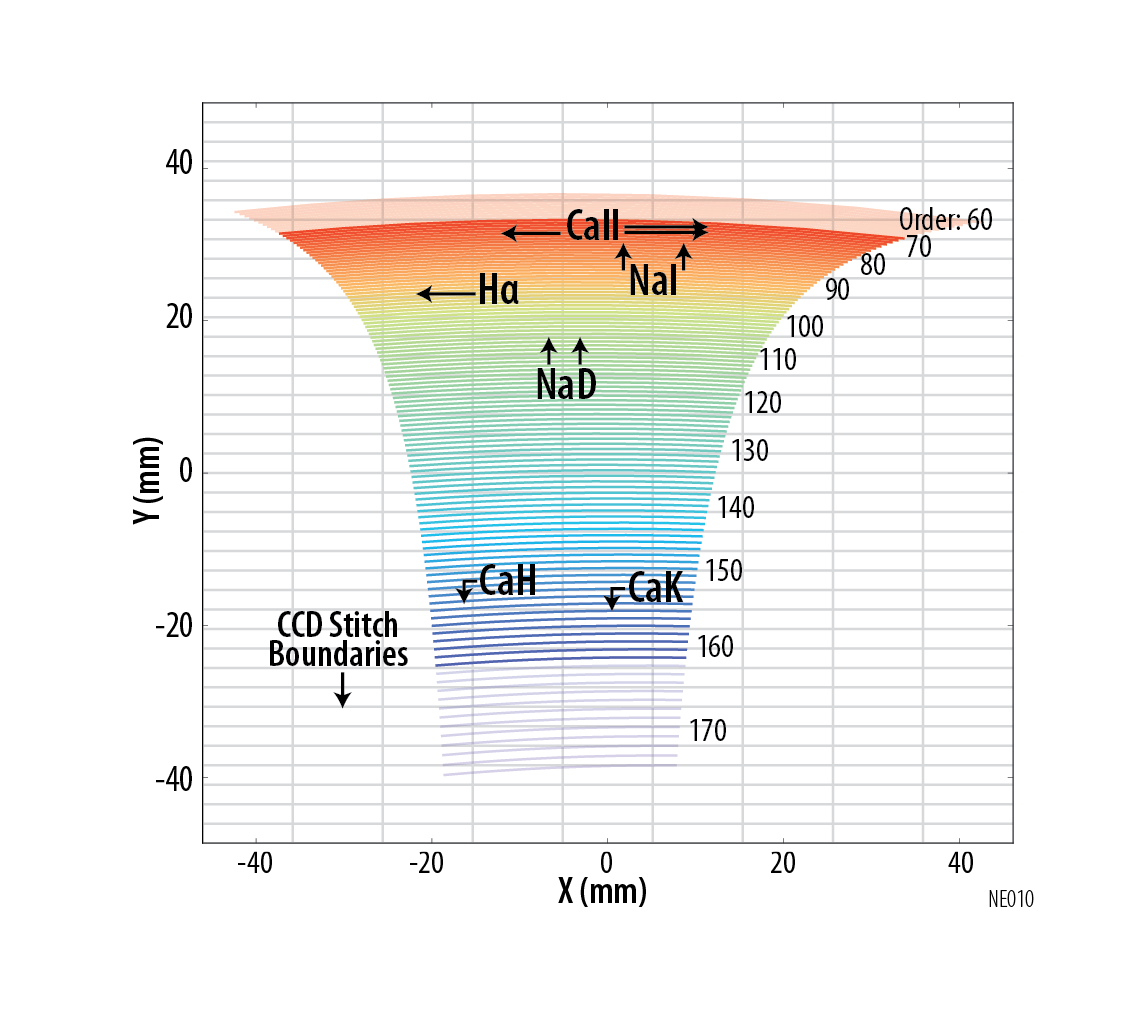 40
20
0
-20
-40
Y (mm)
Order: 60
70
80
90
100
110
120
130
140
150
160
170
CaII
NaI
Hα
NaD
CaH
CaK
CCD Stitch
Boundaries
-40
-20
0
20
40
X (mm)
NE010